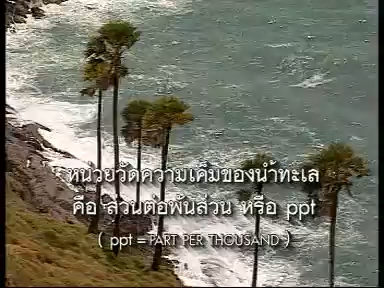 หน่วยวัดความเค็มของน้ำทะเล
คือ ส่วนต่อพันส่วน หรือ ppt
( ppt = PART PER THOUSAND )